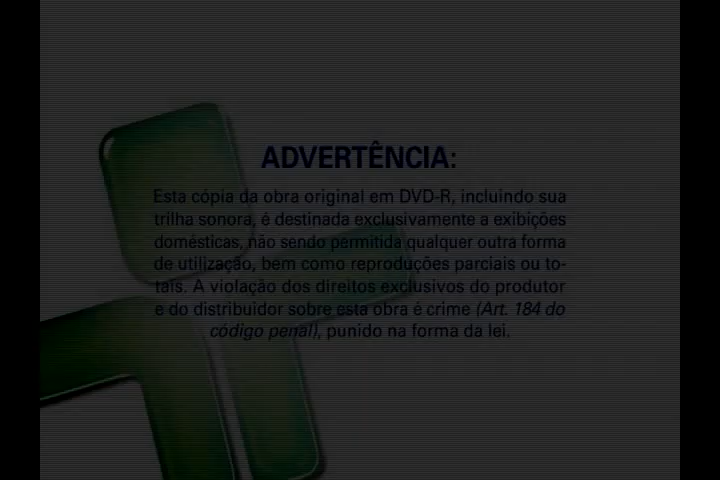 ADVERTÊNCIA:
Esta cópia da obra original em DVD-R, incluindo sua
trilha sonora, é destinada exclusivamente a exibições
domésticas, não sendo permitida qualquer outra forma
de utilização, bem como reproduções parciais ou to-
tais. A violação dos direitos exclusivos do produtor
e do distribuidor sobre esta obra é crime (Art. 184 do
código penal), punido na forma da lei.